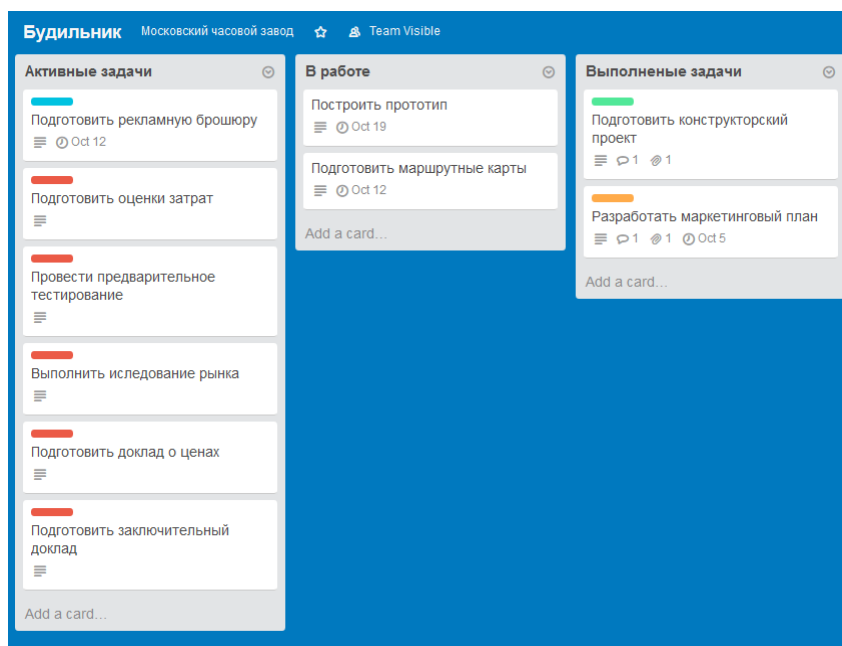 Будильник Московский часовой завод Team Visible
Активные задачи
Подготовить рекламную брошюру
Oct 12
Подготовить оценки затрат
Провести предварительное
тестирование
Выполнить иследование рынка
Подготовить доклад о ценах
Подготовить заключительный
доклад
Add a card...
В работе
Построить прототип
Oct 19
Подготовить маршрутные карты
Oct 12
Add a card...
Выполненые задачи
Подготовить конструкторский
проект
1 1
Разработать маркетинговый план
1 1 Oct 5
Add a card...